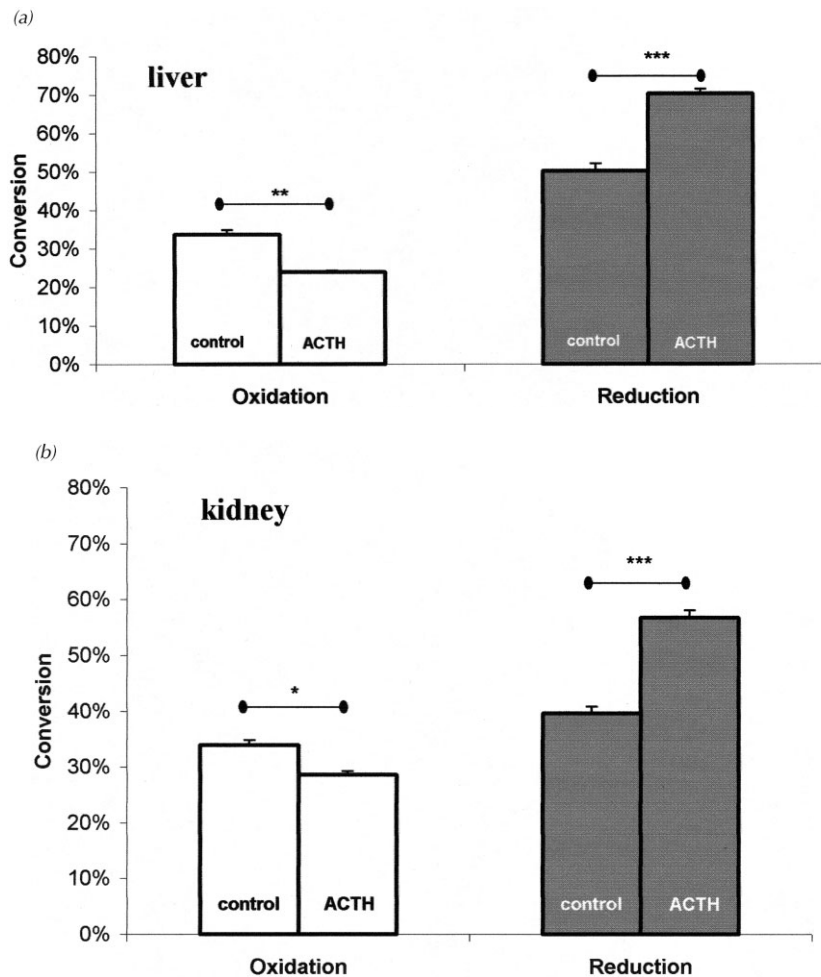 (a)
80%
70%
60%
50%
40%
30%
20%
10%
0%
Conversion
liver
**
***
control
ACTH
control
ACTH
Oxidation
Reduction
(b)
80%
70%
60%
50%
40%
30%
20%
10%
0%
Conversion
kidney
*
***
control
ACTH
control
ACTH
Oxidation
Reduction